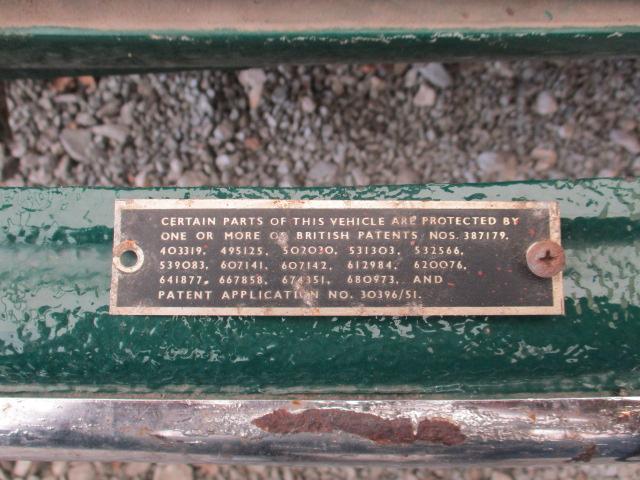 CERTAIN PARTS OF THIS VEHICLE ARE PROTECTED BY
ONE OR MORE OF BRITISH PATENTS NOS. 387179,
403319, 495125, 502030, 531303, 532566,
539083, 607141, 607142, 612984, 620076,
641877, 667858, 674351, 680973, AND
PATENT APPLICATION NO. 30396/51.